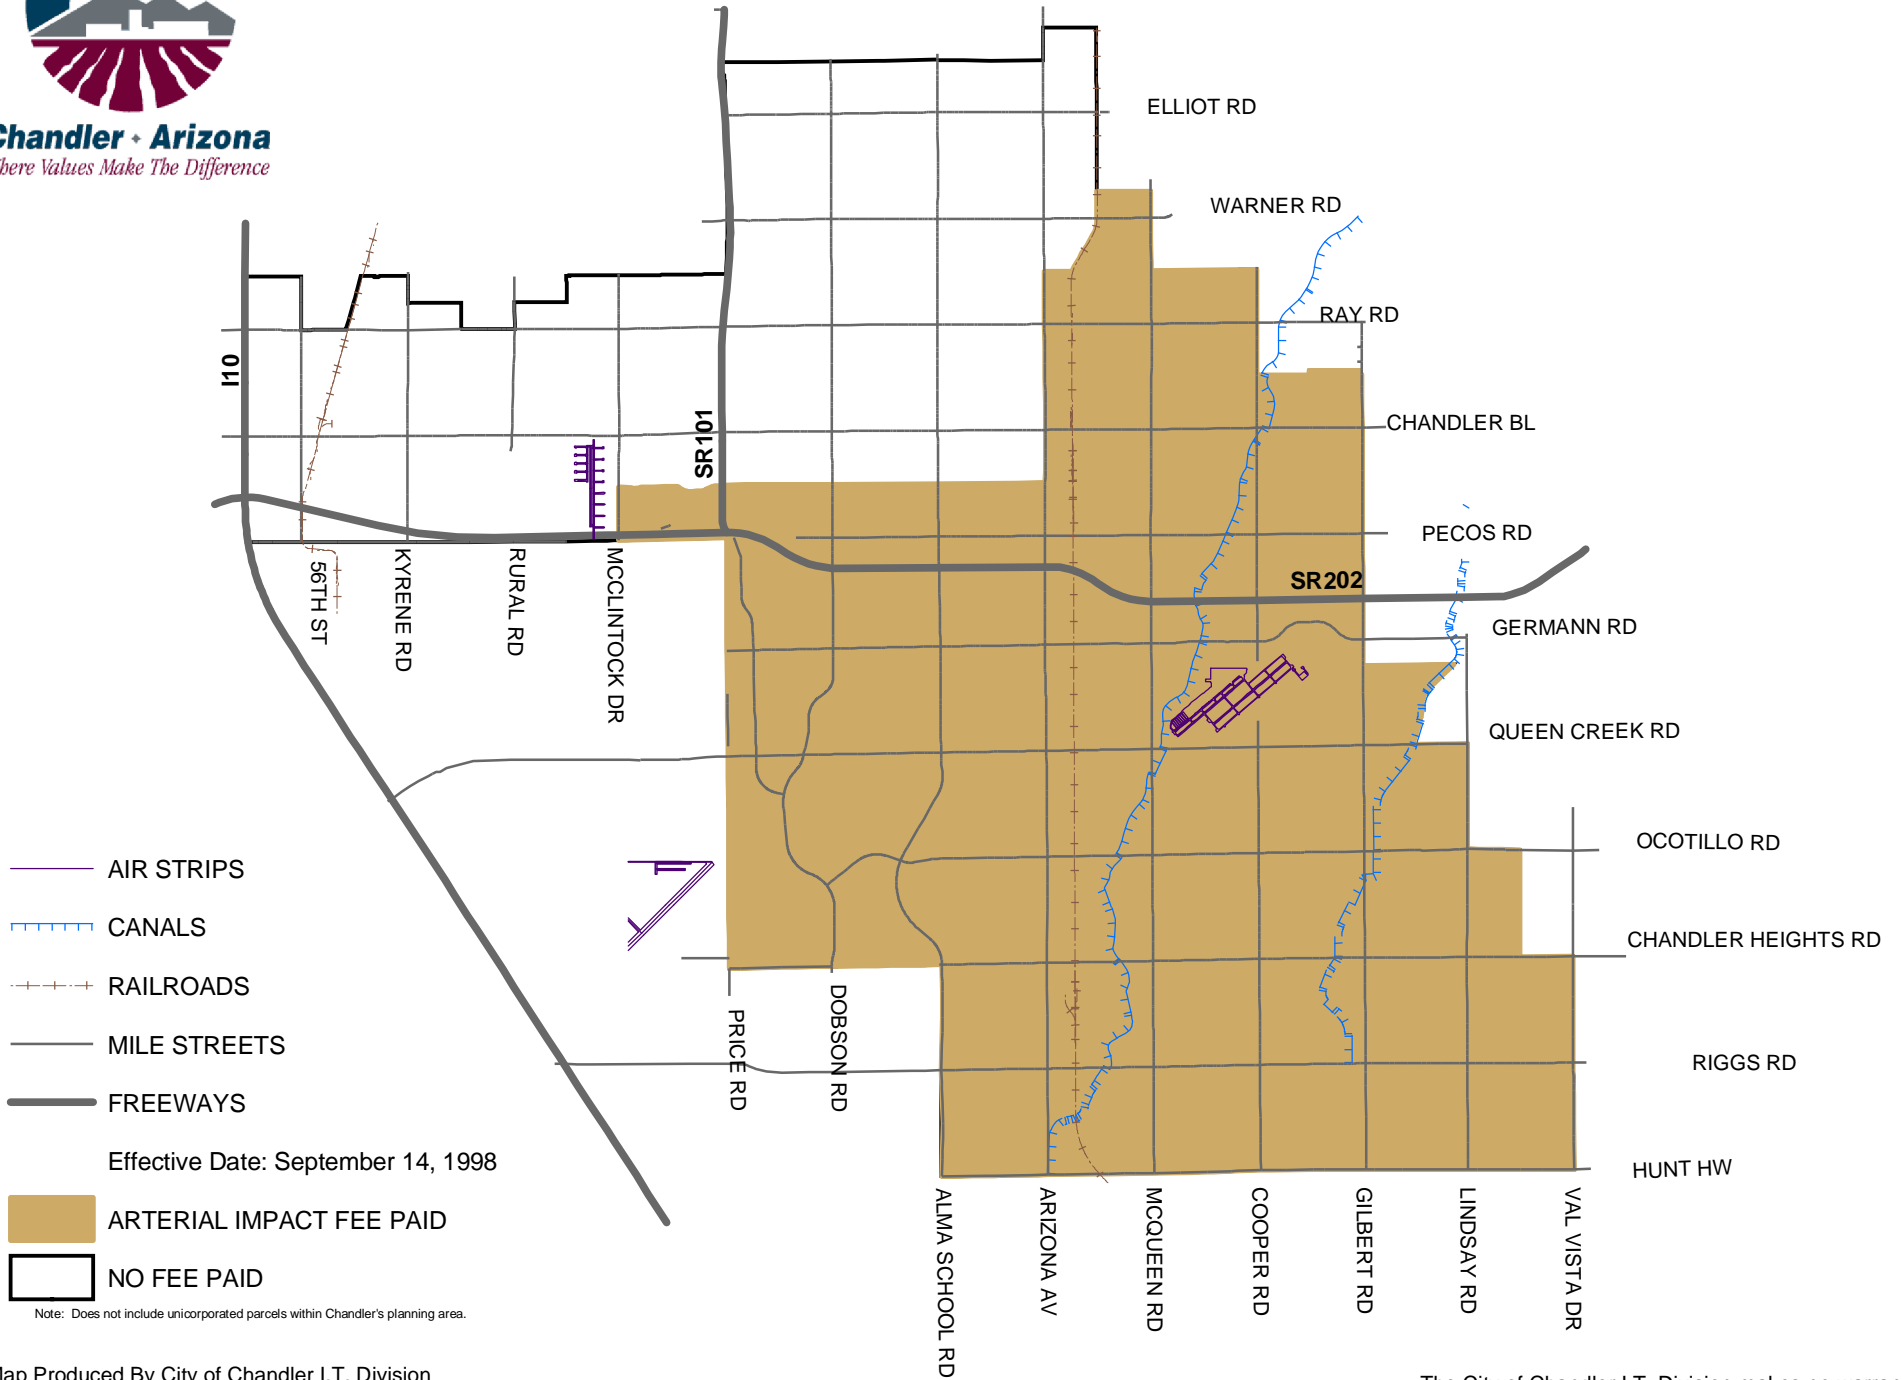 Chandler + Arizona
here Values Make The Difference
ELLIOT RD
WARNER RD
RAY RD
I10
SR101
CHANDLER BL
PECOS RD
SR202
56TH ST
KYRENE RD
RURAL RD
MCCLINTOCK DR
GERMANN RD
QUEEN CREEK RD
OCOTILLO RD
CHANDLER HEIGHTS RD
PRICE RD
DOBSON RD
RIGGS RD
HUNT HW
ALMA SCHOOL RD
ARIZONA AV
MCQUEEN RD
COOPER RD
GILBERT RD
LINDSAY RD
VAL VISTA DR
AIR STRIPS
CANALS
RAILROADS
MILE STREETS
FREEWAYS
Effective Date: September 14, 1998
ARTERIAL IMPACT FEE PAID
NO FEE PAID
Note: Does not include unicorporated parcels within Chandler's planning area.
Map Produced By City of Chandler I.T. Division